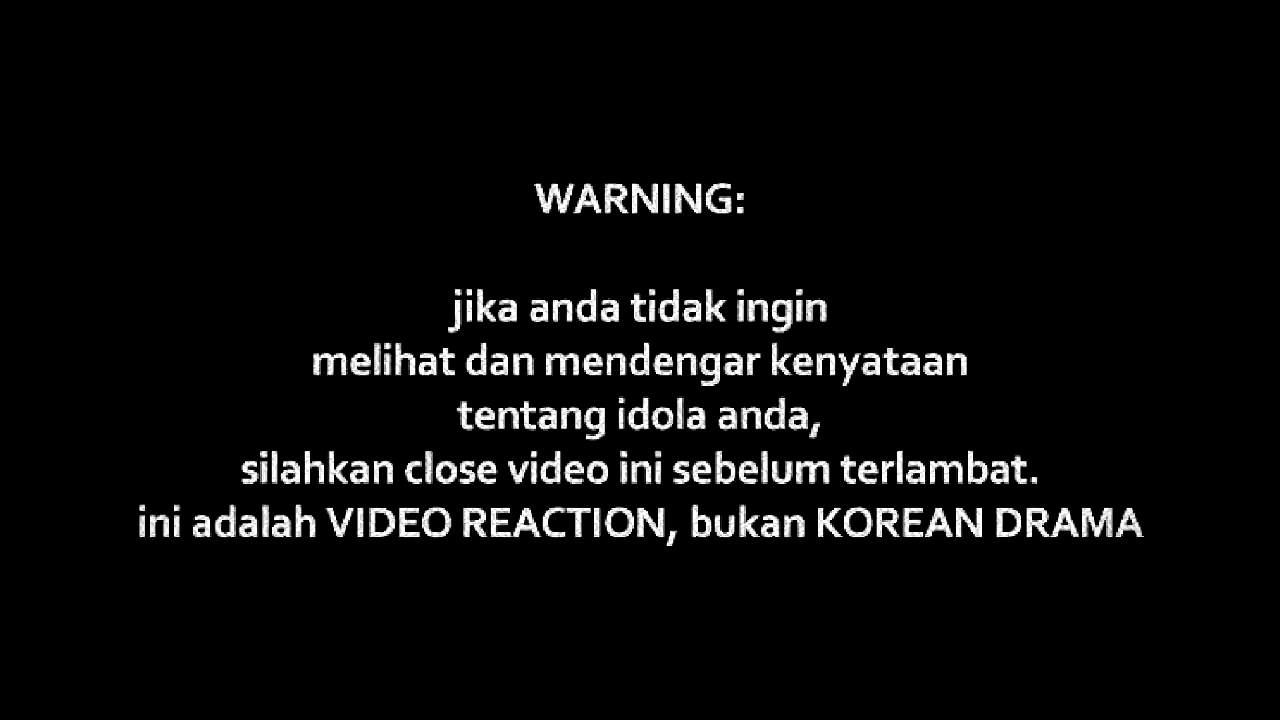 WARNING:
jika anda tidak ingin
melihat dan mendengar kenyataan
tentang idola anda,
silahkan close video ini sebelum terlambat.
ini adalah VIDEO REACTION, bukan KOREAN DRAMA